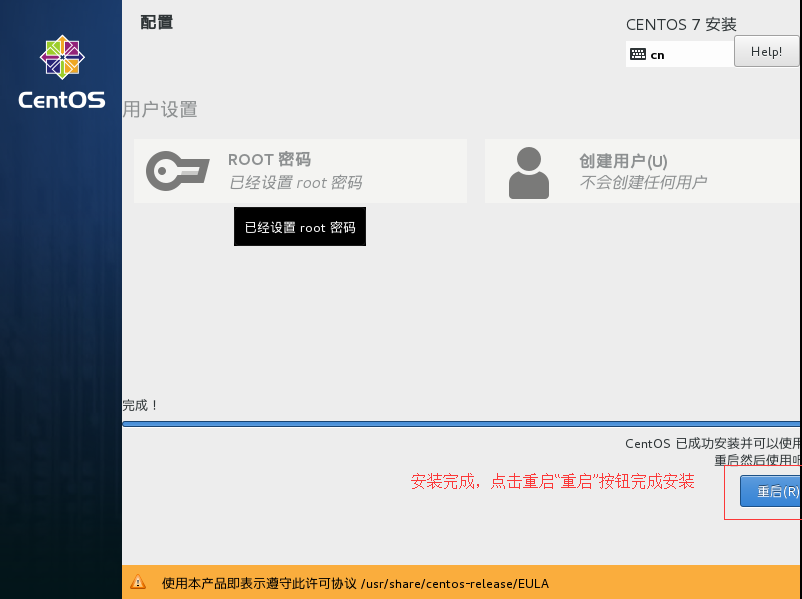 配置
CENTOS 7 安装
cn
Help!
CentOS
用户设置
ROOT 密码
已经设置 root 密码
创建用户(U)
不会创建任何用户
已经设置 root 密码
完成！
CentOS 已成功安装并可以使用
重启然后使用吧
安装完成，点击重启“重启”按钮完成安装
重启(R)
使用本产品即表示遵守此许可协议 /usr/share/centos-release/EULA